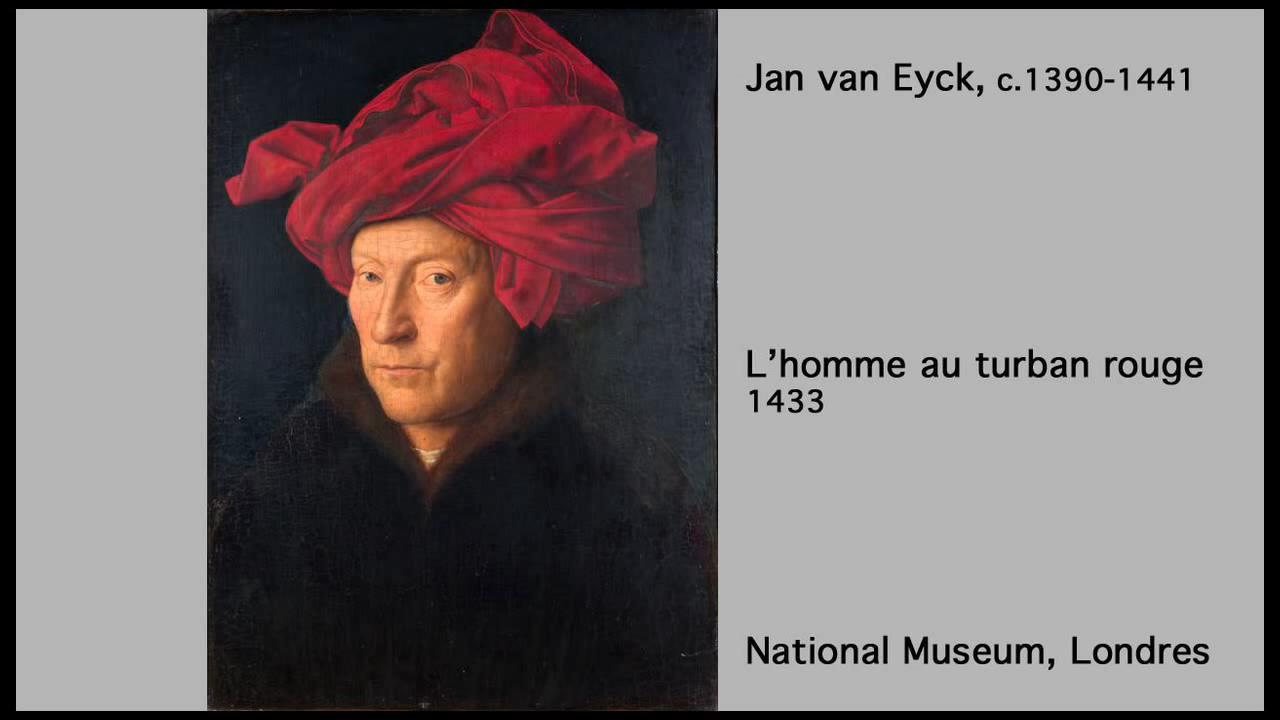 Jan van Eyck, c.1390-1441
L’homme au turban rouge
1433
National Museum, Londres